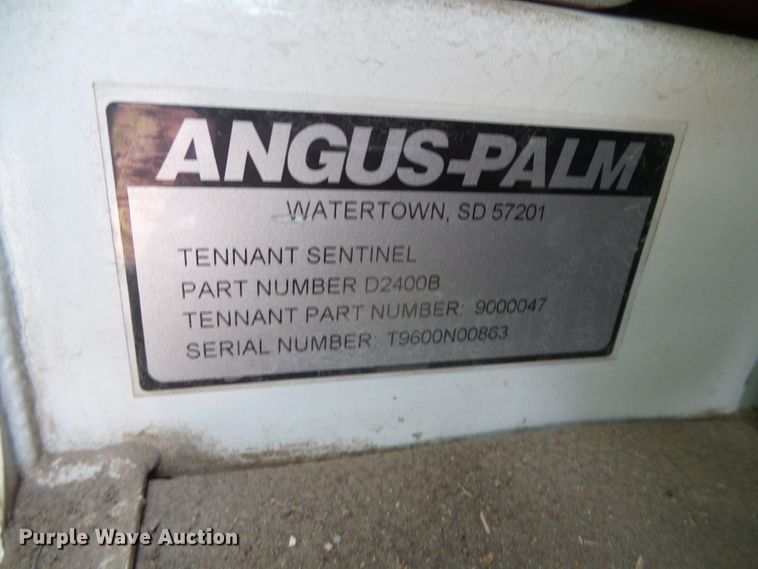 ANGUS-PALM
WATERTOWN, SD 57201
TENNANT SENTINEL
PART NUMBER D2400B
TENNANT PART NUMBER: 9000047
SERIAL NUMBER: T9600N00863
Purple Wave Auction